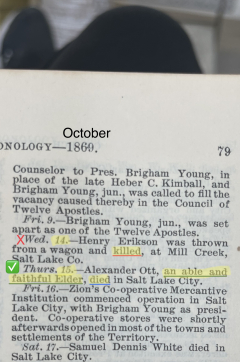 October
ONOLOGY—1869. 79
Counselor to Pres. Brigham Young, in
place of the late Heber C. Kimball, and
Brigham Young, jun., was called to fill the
vacancy caused thereby in the Council of
Twelve Apostles.
Fri. 9.—Brigham Young, jun., was set
apart as one of the Twelve Apostles.
Wed. 14.—Henry Erikson was thrown
from a wagon and killed, at Mill Creek,
Salt Lake Co.
Thurs. 15.—Alexander Ott, an able and
faithful Elder, died in Salt Lake City.
Fri. 16.—Zion's Co-operative Mercantile
Institution commenced operation in Salt
Lake City, with Brigham Young as presi-
dent. Co-operative stores were shortly
afterwards opened in most of the towns and
settlements of the Territory.
Sat. 17.—Samuel Dennis White died in
Salt Lake City.